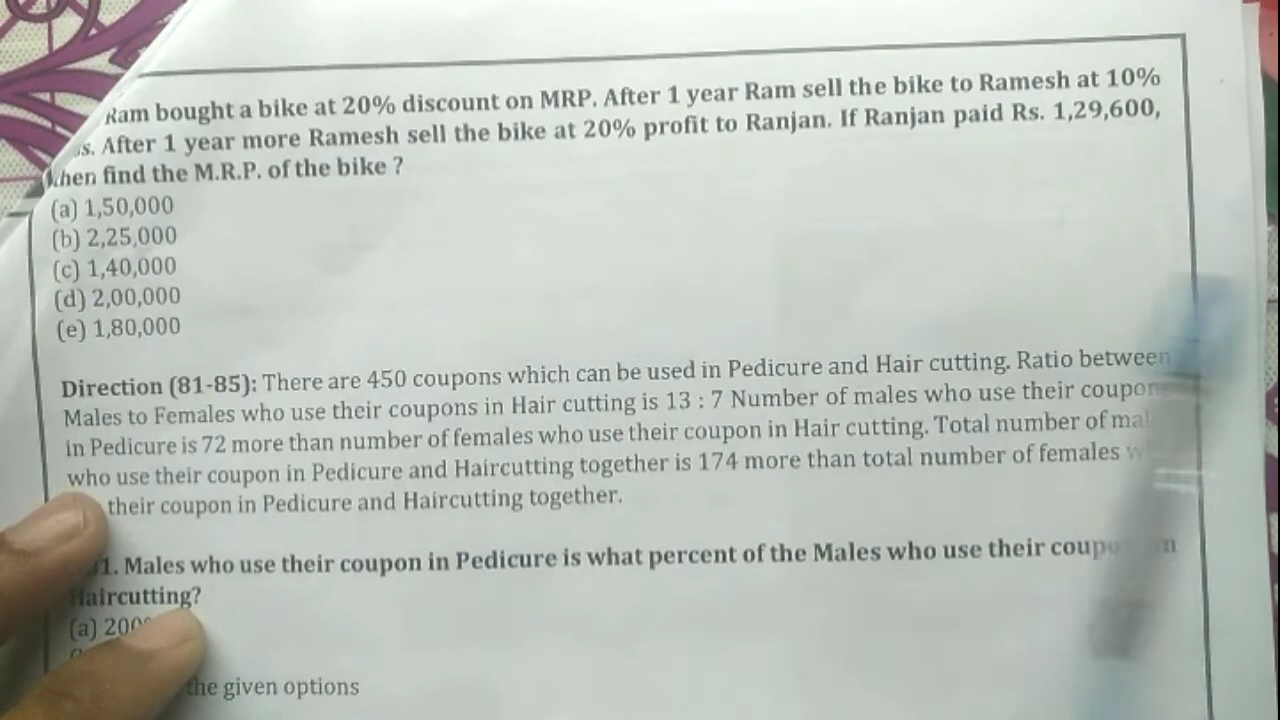 Ram bought a bike at 20% discount on MRP. After 1 year Ram sell the bike to Ramesh at 10%
After 1 year more Ramesh sell the bike at 20% profit to Ranjan. If Ranjan paid Rs. 1,29,600,
then find the M.R.P. of the bike ?
(a) 1,50,000
(b) 2,25,000
(c) 1,40,000
(d) 2,00,000
(e) 1,80,000
Direction (81-85): There are 450 coupons which can be used in Pedicure and Hair cutting. Ratio between
Males to Females who use their coupons in Hair cutting is 13 : 7 Number of males who use their coupon
in Pedicure is 72 more than number of females who use their coupon in Hair cutting. Total number of
who use their coupon in Pedicure and Haircutting together is 174 more than total number of females
their coupon in Pedicure and Haircutting together.
1. Males who use their coupon in Pedicure is what percent of the Males who use their
Haircutting?
(a) 200
the given options